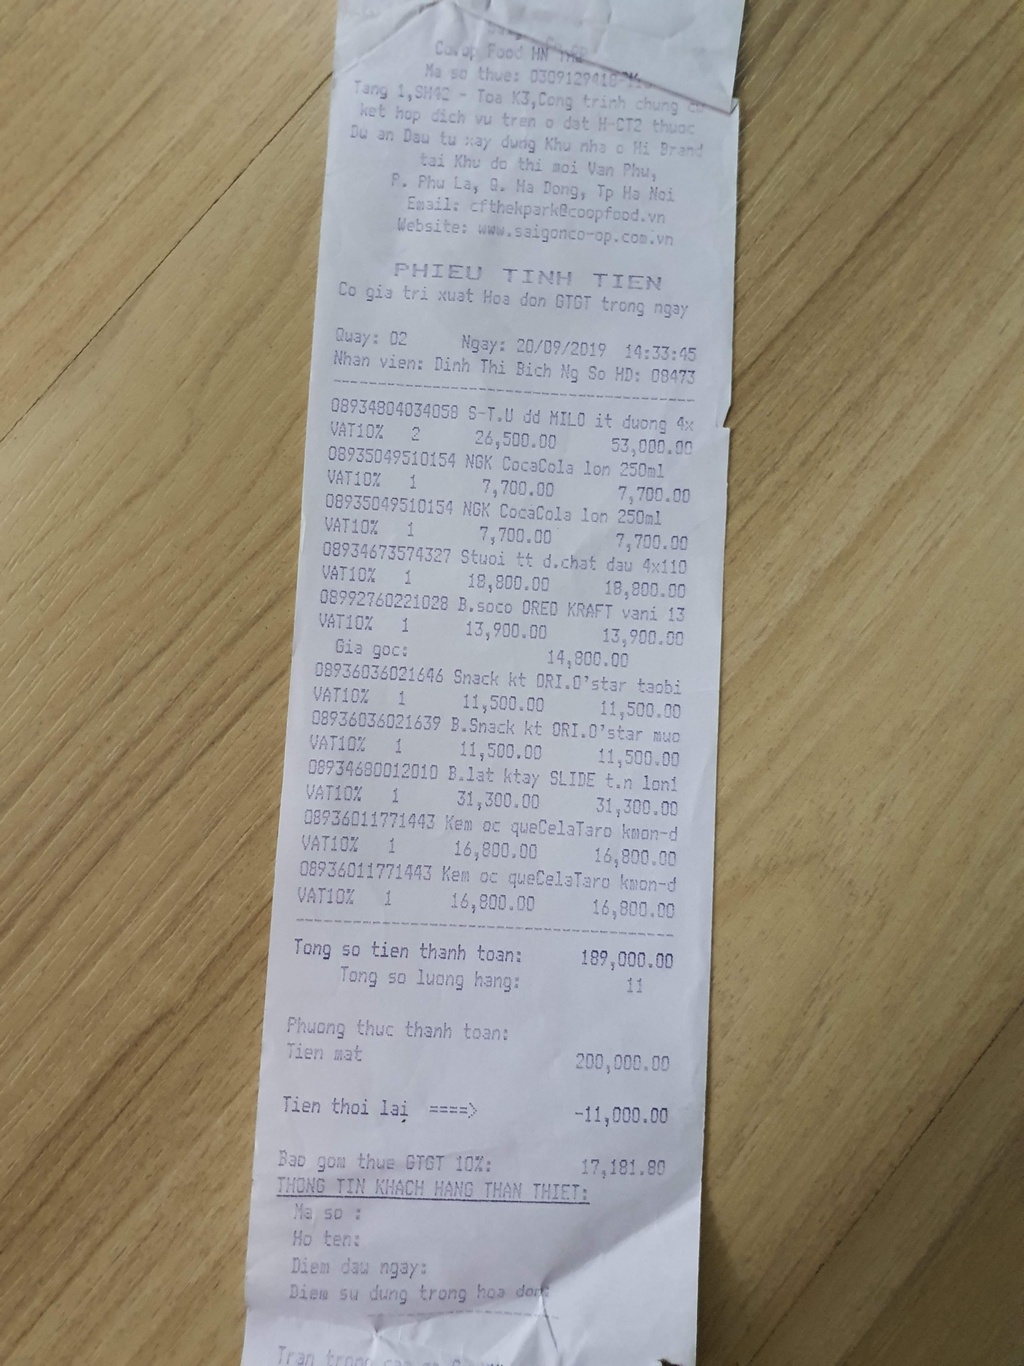 Co.op Food HN
Ma so thue: 0309129418-
Tang 1,SH42 - Toa K3,Cong trinh chung cu
ket hop dich vu tren o dat H-CT2 thuoc
Du an Dau tu xay dung Khu nha o Hi Brand
tai Khu do thi moi Van Phu,
P. Phu La, Q. Ha Dong, Tp Ha Noi
Email: cfthekpark@coopfood.vn
Website: www.saigonco-op.com.vn
PHIEU TINH TIEN
Co gia tri xuat Hoa don GTGT trong ngay
Quay: 02 Ngay: 20/09/2019 14:33:45
Nhan vien: Dinh Thi Bich Ng So HD: 08473
08934804034058 S-T.U dd MILO it duong 4x
VAT10% 2 26,500.00 53,000.00
08935049510154 NGK CocaCola lon 250ml
VAT10% 1 7,700.00 7,700.00
08935049510154 NGK CocaCola lon 250ml
VAT10% 1 7,700.00 7,700.00
08934673574327 Stuoi tt d.chat dau 4x110
VAT10% 1 18,800.00 18,800.00
08992760221028 B.soco OREO KRAFT vani 13
VAT10% 1 13,900.00 13,900.00
Gia goc: 14,800.00
08936036021646 Snack kt ORI.O'star taobi
VAT10% 1 11,500.00 11,500.00
08936036021639 B.Snack kt ORI.O'star muo
VAT10% 1 11,500.00 11,500.00
08934680012010 B.lat ktay SLIDE t.n lon1
VAT10% 1 31,300.00 31,300.00
08936011771443 Kem oc queCelaTaro kmon-d
VAT10% 1 16,800.00 16,800.00
08936011771443 Kem oc queCelaTaro kmon-d
VAT10% 1 16,800.00 16,800.00
Tong so tien thanh toan: 189,000.00
Tong so luong hang: 11
Phuong thuc thanh toan:
Tien mat 200,000.00
Tien thoi lai ====> -11,000.00
Bao gom thue GTGT 10%: 17,181.80
THONG TIN KHACH HANG THAN THIET:
Ma so :
Ho ten:
Diem dau ngay:
Diem su dung trong hoa don:
Tran trong